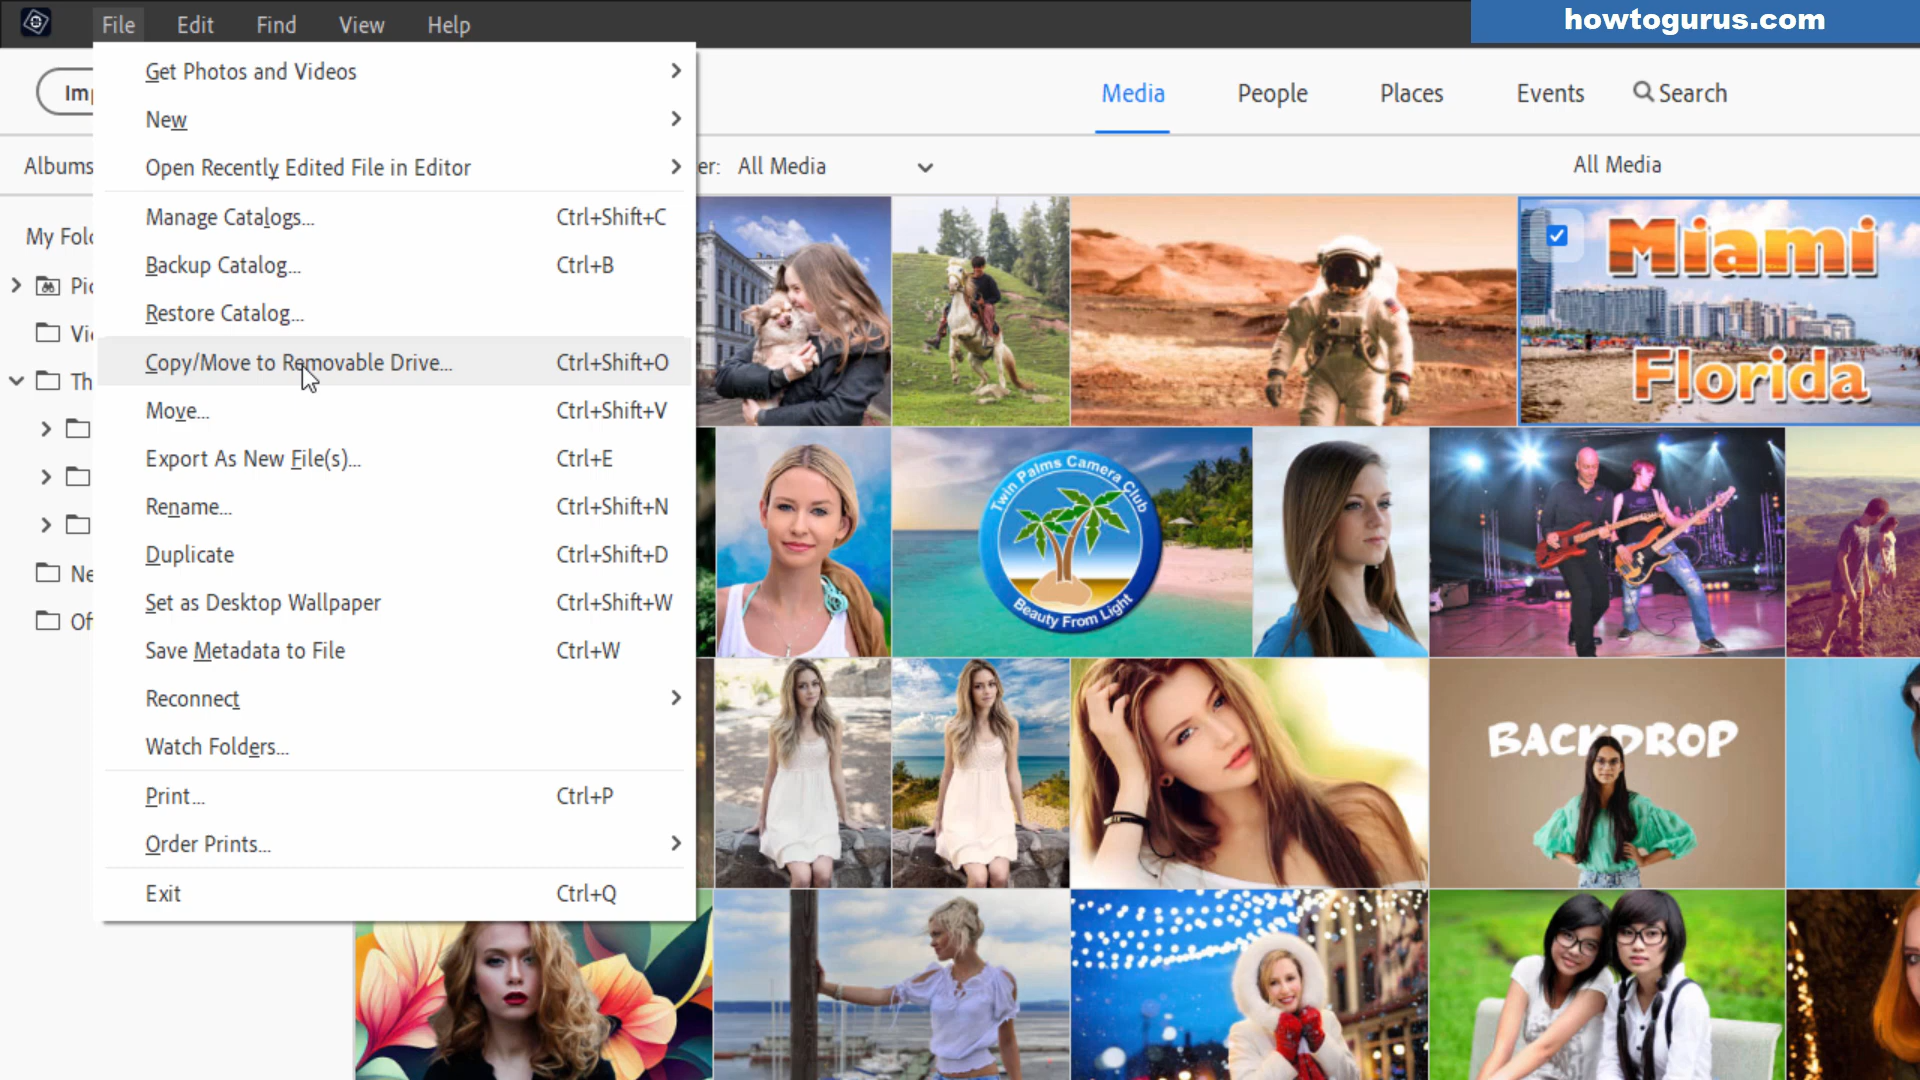 File Edit Find View Help
howtogurus.com
Get Photos and Videos
New
Open Recently Edited File in Editor
Manage Catalogs... Ctrl+Shift+C
Backup Catalog... Ctrl+B
Restore Catalog...
Copy/Move to Removable Drive... Ctrl+Shift+O
Move... Ctrl+Shift+V
Export As New File(s)... Ctrl+E
Rename... Ctrl+Shift+N
Duplicate Ctrl+Shift+D
Set as Desktop Wallpaper Ctrl+Shift+W
Save Metadata to File Ctrl+W
Reconnect
Watch Folders...
Print... Ctrl+P
Order Prints...
Exit Ctrl+Q
Media People Places Events Search
Albums
er: All Media
All Media
My Fol
Pic
Vi
Th
Ne
Of
Miami
Florida
Twin Palms Camera Club
Beauty From Light
BACKDROP